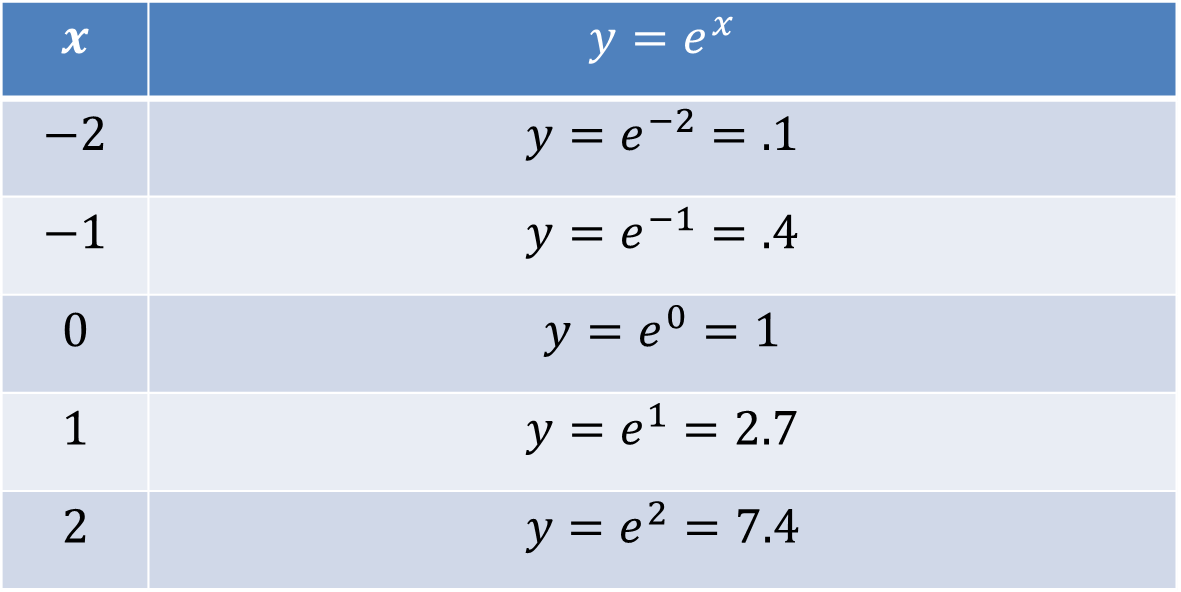 x y = e^x
−2 y = e^−2 = .1
−1 y = e^−1 = .4
0 y = e^0 = 1
1 y = e^1 = 2.7
2 y = e^2 = 7.4